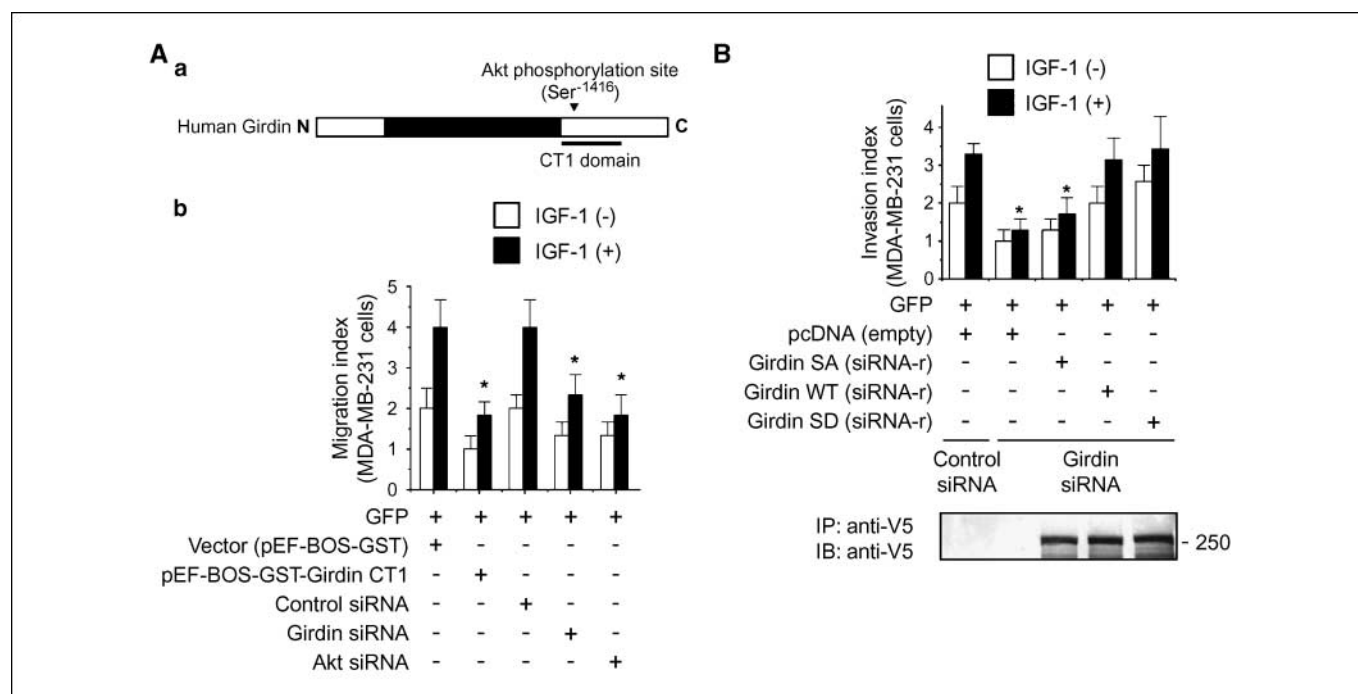 A
a
Akt phosphorylation site
(Ser-1416)
Human Girdin N C
CT1 domain
b
IGF-1 (-)
IGF-1 (+)
Migration index
(MDA-MB-231 cells)
5
4
3
2
1
0
GFP + + + + +
Vector (pEF-BOS-GST) + - - - -
pEF-BOS-GST-Girdin CT1 - + - - -
Control siRNA - - + - -
Girdin siRNA - - - + -
Akt siRNA - - - - +
* * *
B
IGF-1 (-)
IGF-1 (+)
Invasion index
(MDA-MB-231 cells)
4
3
2
1
0
* *
GFP + + + + +
pcDNA (empty) + + - - -
Girdin SA (siRNA-r) - - + - -
Girdin WT (siRNA-r) - - - + -
Girdin SD (siRNA-r) - - - - +
Control
siRNA
Girdin
siRNA
IP: anti-V5
IB: anti-V5
- 250